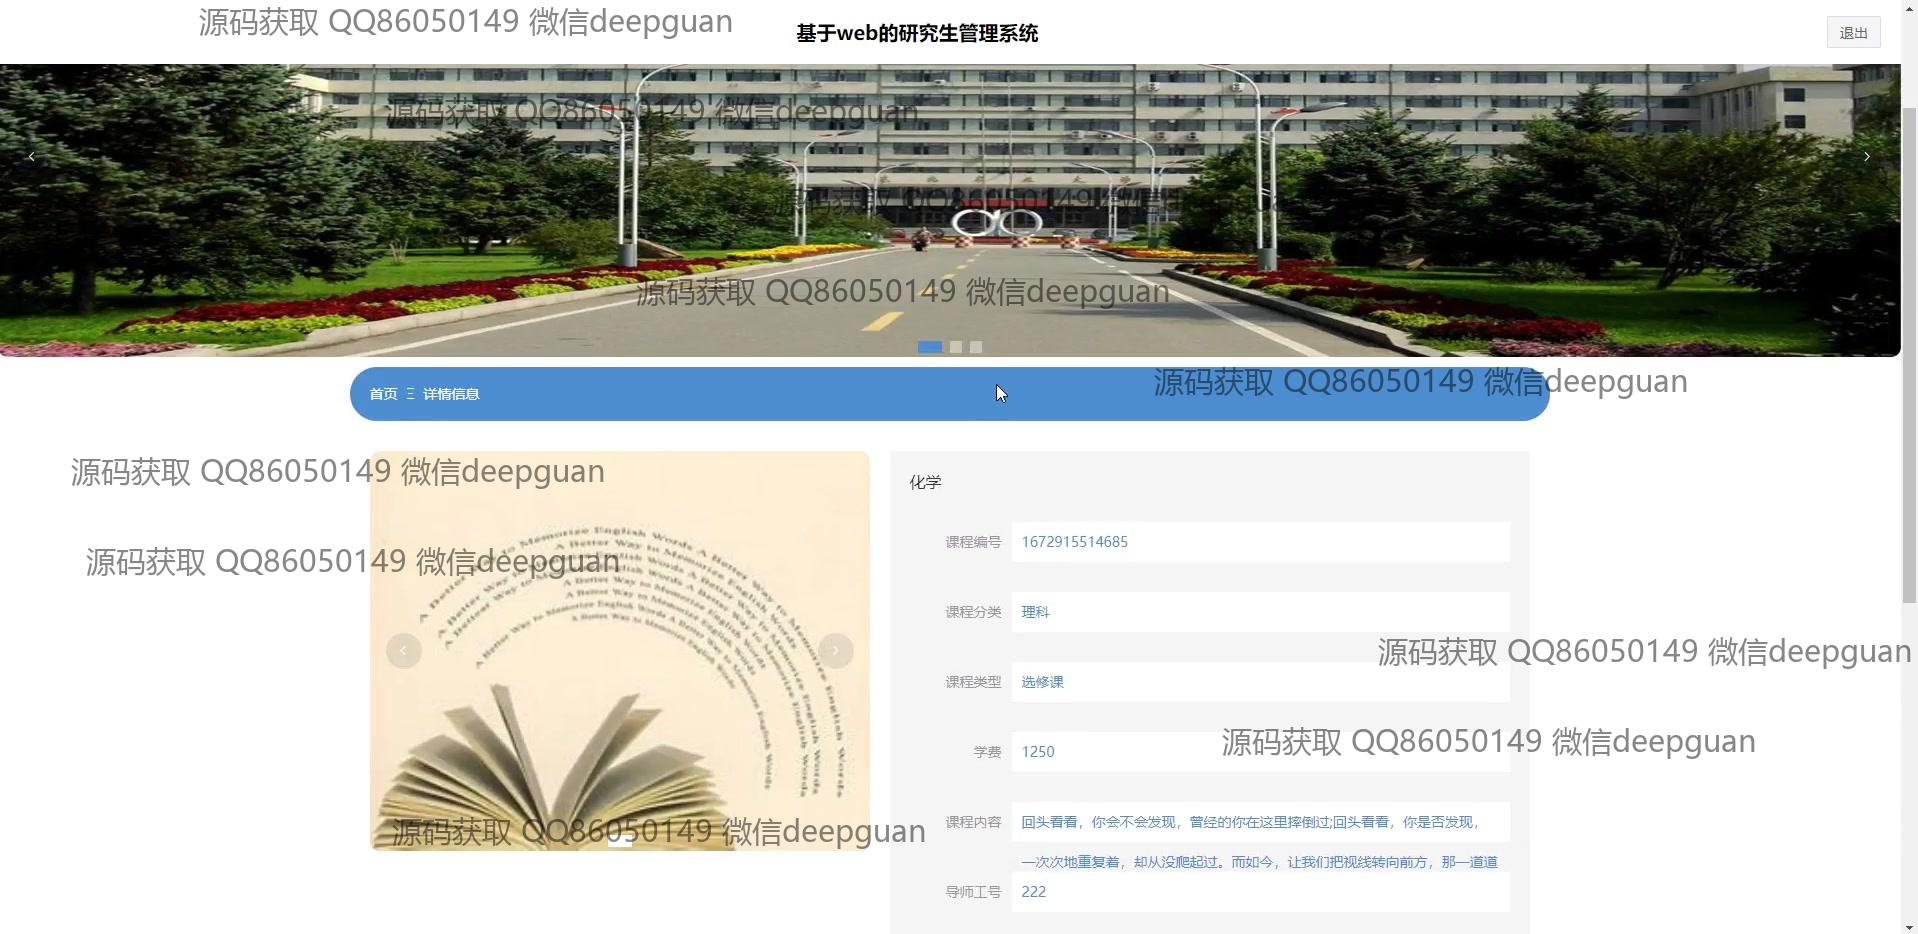 源码获取 QQ86050149 微信deepguan
基于web的研究生管理系统
退出
源码获取 QQ86050149 微信deepguan
源码获取 QQ86050149 微信
源码获取 QQ86050149 微信deepguan
首页 Ξ 详情信息
源码获取 QQ86050149 微信deepguan
源码获取 QQ86050149 微信deepguan
化学
源码获取 QQ86050149 微信deepguan
A Better Way to Memorize English Words A Better Way to Memorize English Words
课程编号 1672915514685
课程分类 理科
源码获取 QQ86050149 微信deepguan
课程类型 选修课
源码获取 QQ86050149 微信deepguan
学费 1250
源码获取 QQ86050149 微信deepguan
课程内容 回头看看，你会不会发现，曾经的你在这里摔倒过;回头看看，你是否发现，
一次次地重复着，却从没爬起过。而如今，让我们把视线转向前方，那一道道
导师工号 222